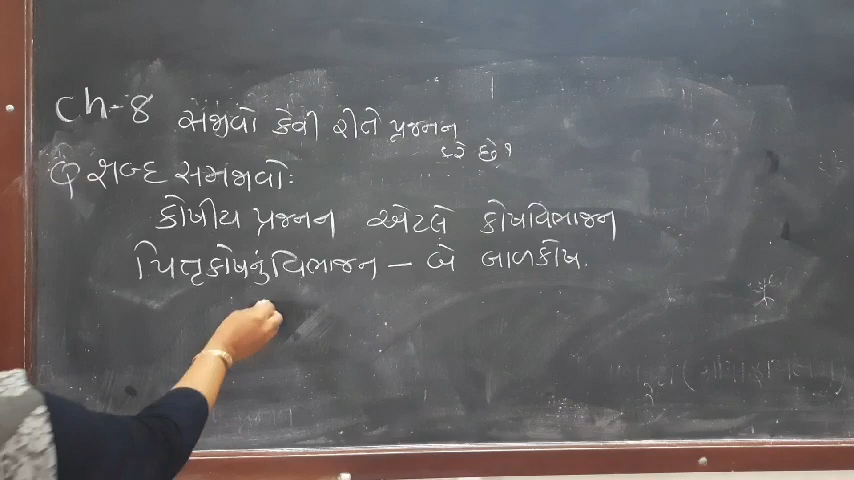 Ch-8 સજીવો કેવી રીતે પ્રજનન
કરે છે?
શબ્દ સમજાવો:
કોષીય પ્રજનન એટલે કોષવિભાજન
પિતૃકોષનું વિભાજન – બે બાળકોષ.